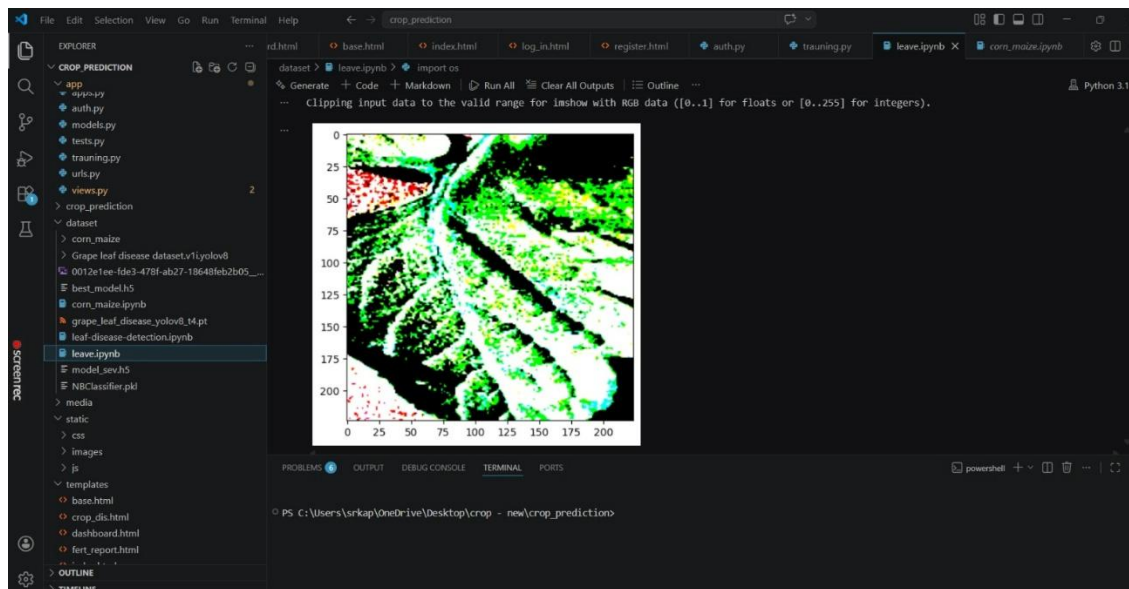 File Edit Selection View Go Run Terminal Help
crop_prediction
EXPLORER
CROP_PREDICTION
app
apps.py
auth.py
models.py
tests.py
trauning.py
urls.py
views.py 2
crop_prediction
dataset
corn_maize
Grape leaf disease dataset.v1i.yolov8
0012e1ee-fde3-478f-ab27-18648feb2b05__...
best_model.h5
corn_maize.ipynb
grape_leaf_disease_yolov8_t4.pt
leaf-disease-detection.ipynb
leave.ipynb
model_sev.h5
NBClassifier.pkl
media
static
css
images
js
templates
base.html
crop_dis.html
dashboard.html
fert_report.html
OUTLINE
TIMELINE
screenrec
1
rd.html base.html index.html log_in.html register.html auth.py trauning.py leave.ipynb corn_maize.ipynb
dataset > leave.ipynb > import os
Generate + Code + Markdown Run All Clear All Outputs Outline ...
Python 3.1
... Clipping input data to the valid range for imshow with RGB data ([0..1] for floats or [0..255] for integers).
...
0
25
50
75
100
125
150
175
200
0 25 50 75 100 125 150 175 200
PROBLEMS 6 OUTPUT DEBUG CONSOLE TERMINAL PORTS
powershell
PS C:\Users\srkap\OneDrive\Desktop\crop - new\crop_prediction>